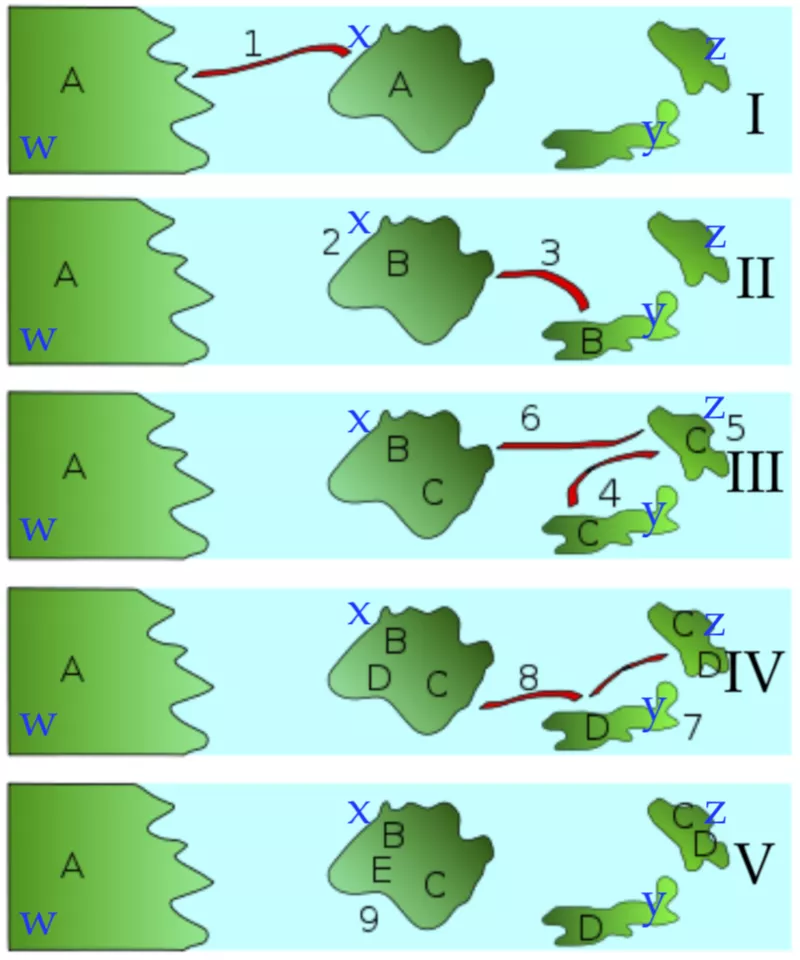 1 x z
A A I
w y
x z
2 B 3
A II
w B y
x 6 z
B C 5
A C 4 III
w C y
x C z
A B D IV
D C 8
w D y 7
x C z
B D
A E C V
w 9 D y